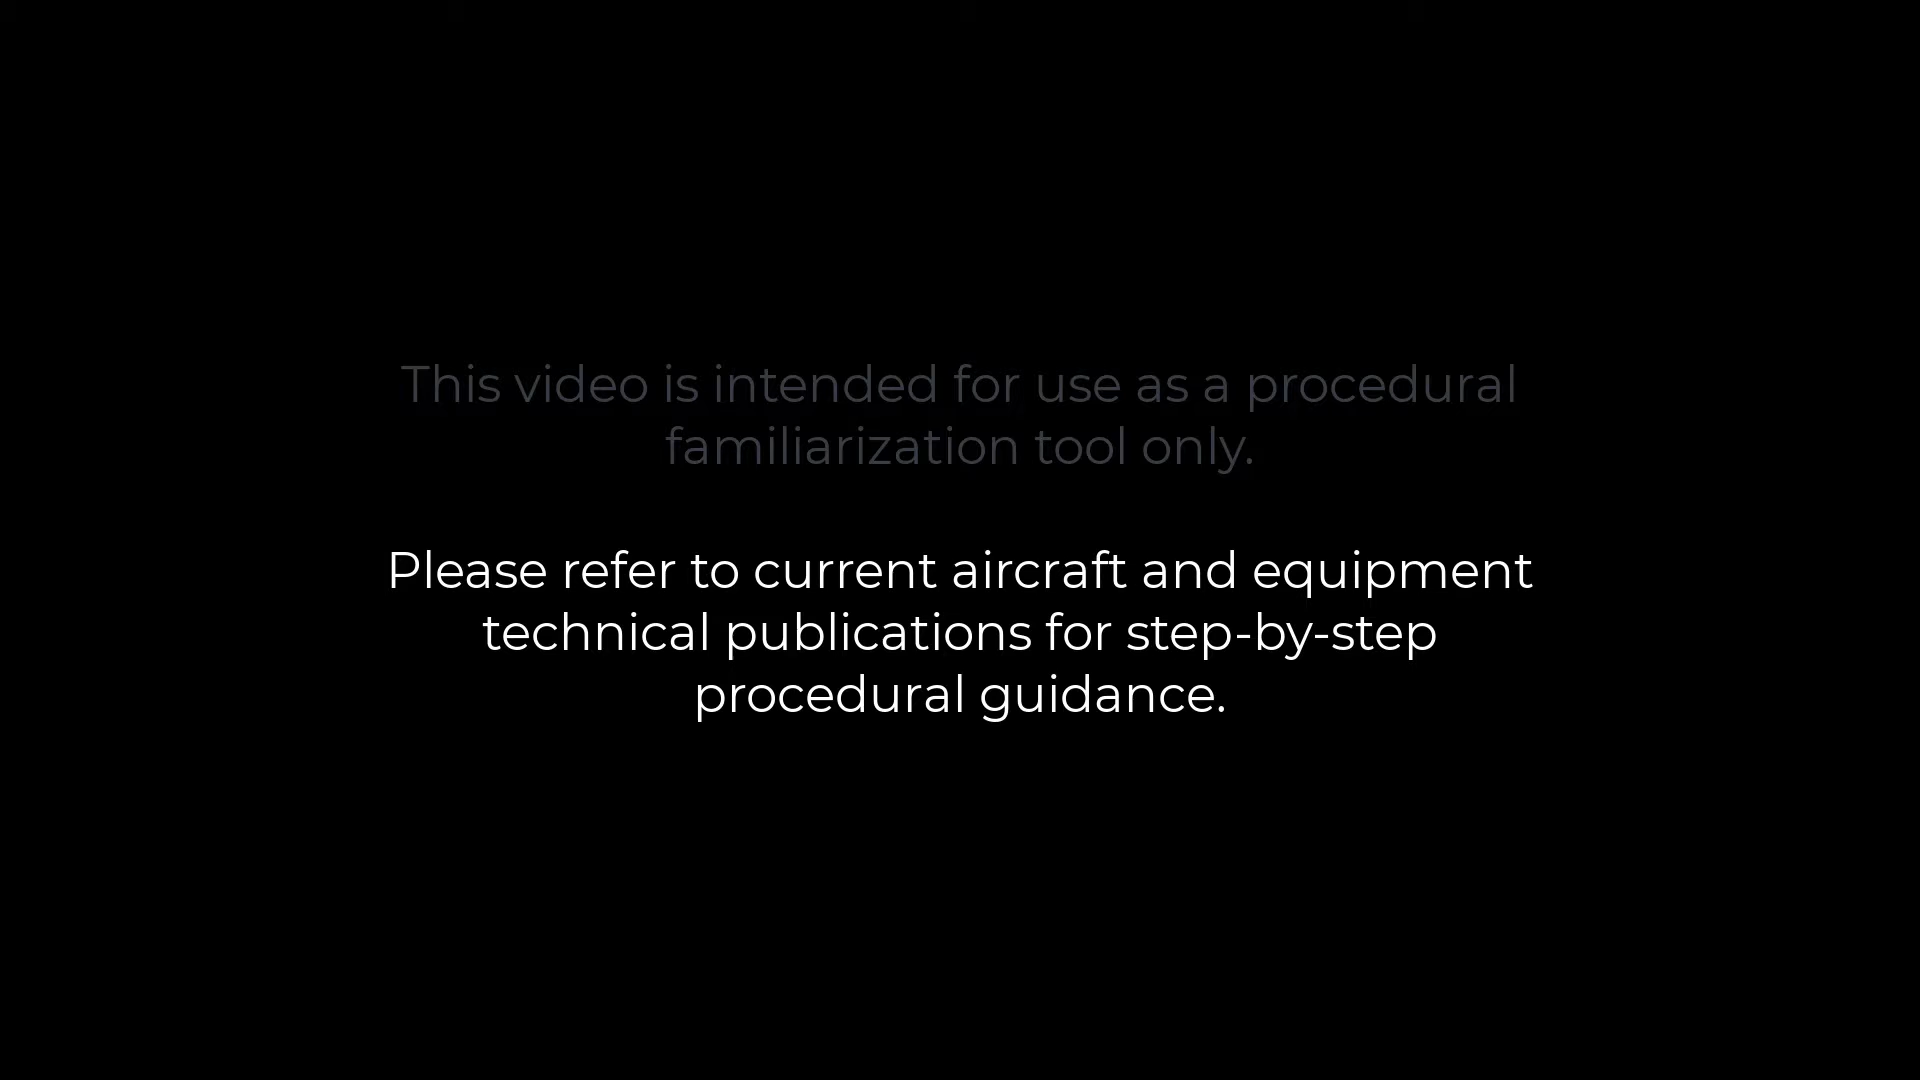 This video is intended for use as a procedural
familiarization tool only.
Please refer to current aircraft and equipment
technical publications for step-by-step
procedural guidance.